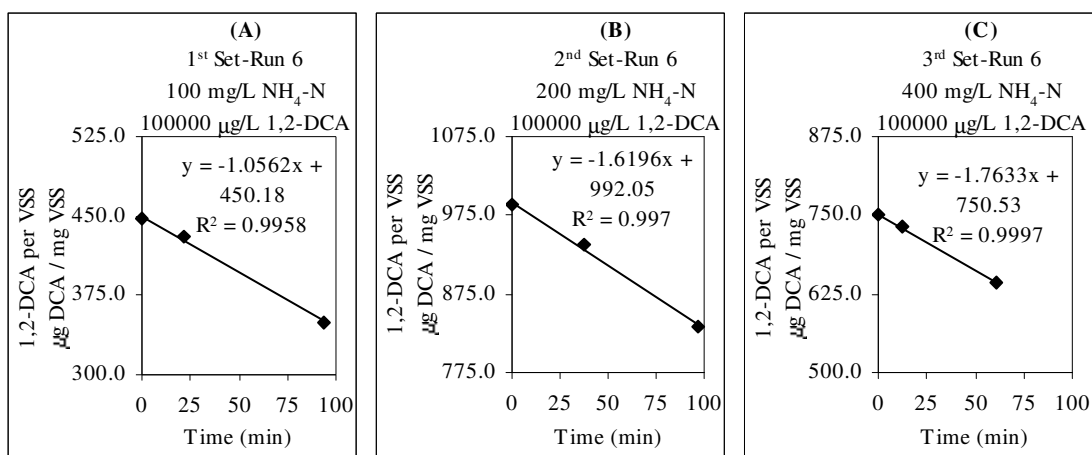 (A)
1st Set-Run 6
100 mg/L NH4-N
100000 µg/L 1,2-DCA
525.0
450.0
375.0
300.0
y = -1.0562x +
450.18
R² = 0.9958
1,2-DCA per VSS
µg DCA / mg VSS
0 25 50 75 100
Time (min)
(B)
2nd Set-Run 6
200 mg/L NH4-N
100000 µg/L 1,2-DCA
1075.0
975.0
875.0
775.0
y = -1.6196x +
992.05
R² = 0.997
1,2-DCA per VSS
µg DCA / mg VSS
0 25 50 75 100
Time (min)
(C)
3rd Set-Run 6
400 mg/L NH4-N
100000 µg/L 1,2-DCA
875.0
750.0
625.0
500.0
y = -1.7633x +
750.53
R² = 0.9997
1,2-DCA per VSS
µg DCA / mg VSS
0 25 50 75 100
Time (min)